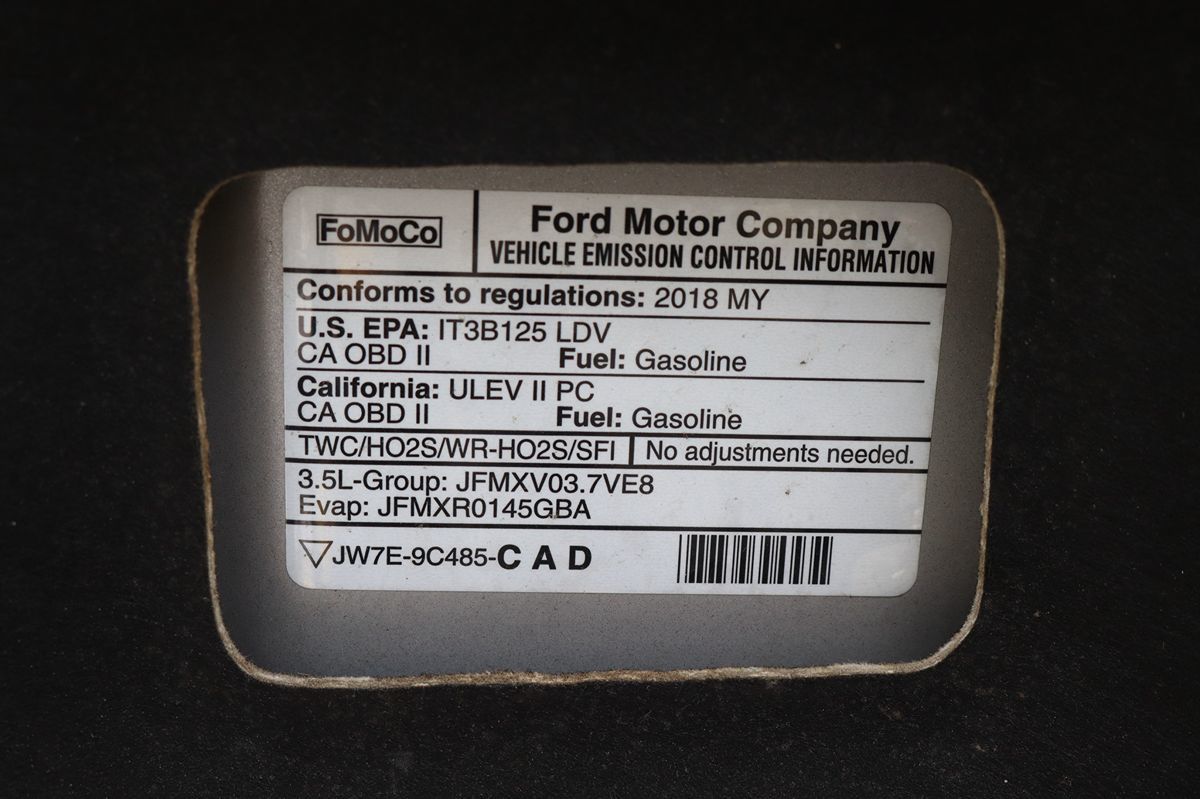 FoMoCo
Ford Motor Company
VEHICLE EMISSION CONTROL INFORMATION
Conforms to regulations: 2018 MY
U.S. EPA: IT3B125 LDV
CA OBD II Fuel: Gasoline
California: ULEV II PC
CA OBD II Fuel: Gasoline
TWC/HO2S/WR-HO2S/SFI No adjustments needed.
3.5L-Group: JFMXV03.7VE8
Evap: JFMXR0145GBA
JW7E-9C485-CAD